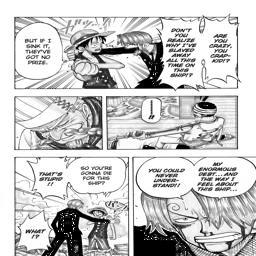 ARE
YOU
CRAZY,
YOU
CRAP-
KID!?
DON'T
YOU
REALIZE
WHY I'VE
SLAVED AWAY
ALL THIS
TIME ON
THIS
SHIP!?
BUT IF I
SINK IT,
THEY'VE
GOT NO
PRIZE.
!!
MY
ENORMOUS
DEBT...AND
THE WAY I
FEEL ABOUT
THIS SHIP...
YOU COULD
NEVER
UNDER-
STAND!!
SO YOU'RE
GONNA DIE
FOR THIS
SHIP?
THAT'S
STUPID
!!
WHAT
!?